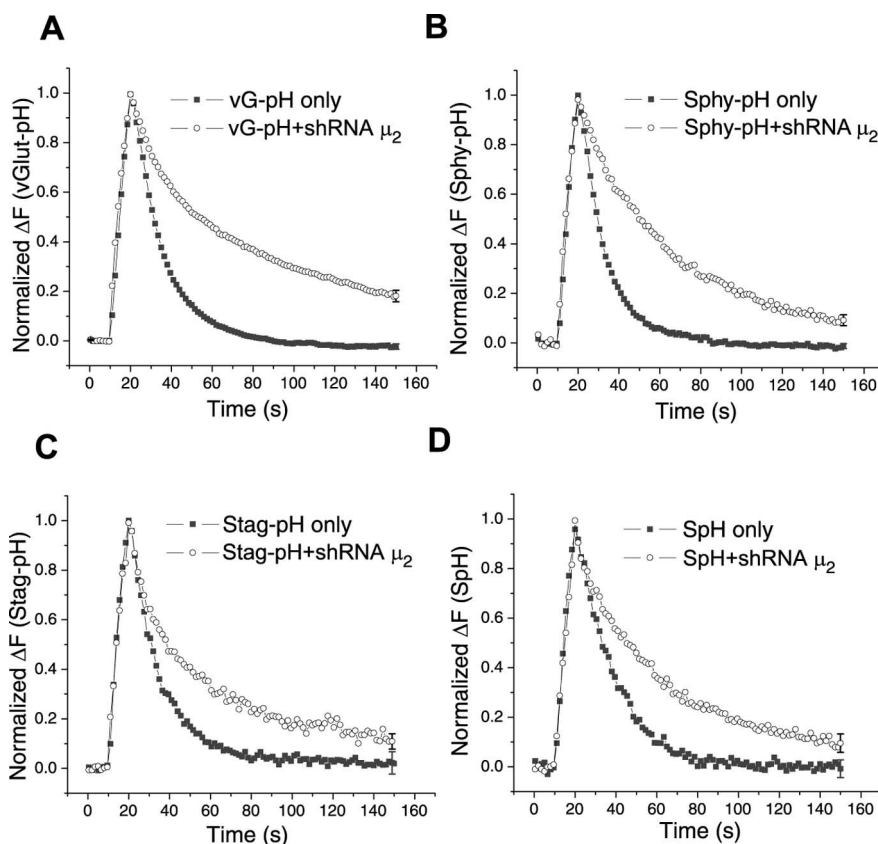 A
Normalized ΔF (vGlut-pH)
vG-pH only
vG-pH+shRNA μ2
1.0
0.8
0.6
0.4
0.2
0.0
0 20 40 60 80 100 120 140 160
Time (s)
B
Normalized ΔF (Sphy-pH)
Sphy-pH only
Sphy-pH+shRNA μ2
1.0
0.8
0.6
0.4
0.2
0.0
0 20 40 60 80 100 120 140 160
Time (s)
C
Normalized ΔF (Stag-pH)
Stag-pH only
Stag-pH+shRNA μ2
1.0
0.8
0.6
0.4
0.2
0.0
0 20 40 60 80 100 120 140 160
Time (s)
D
Normalized ΔF (SpH)
SpH only
SpH+shRNA μ2
1.0
0.8
0.6
0.4
0.2
0.0
0 20 40 60 80 100 120 140 160
Time (s)